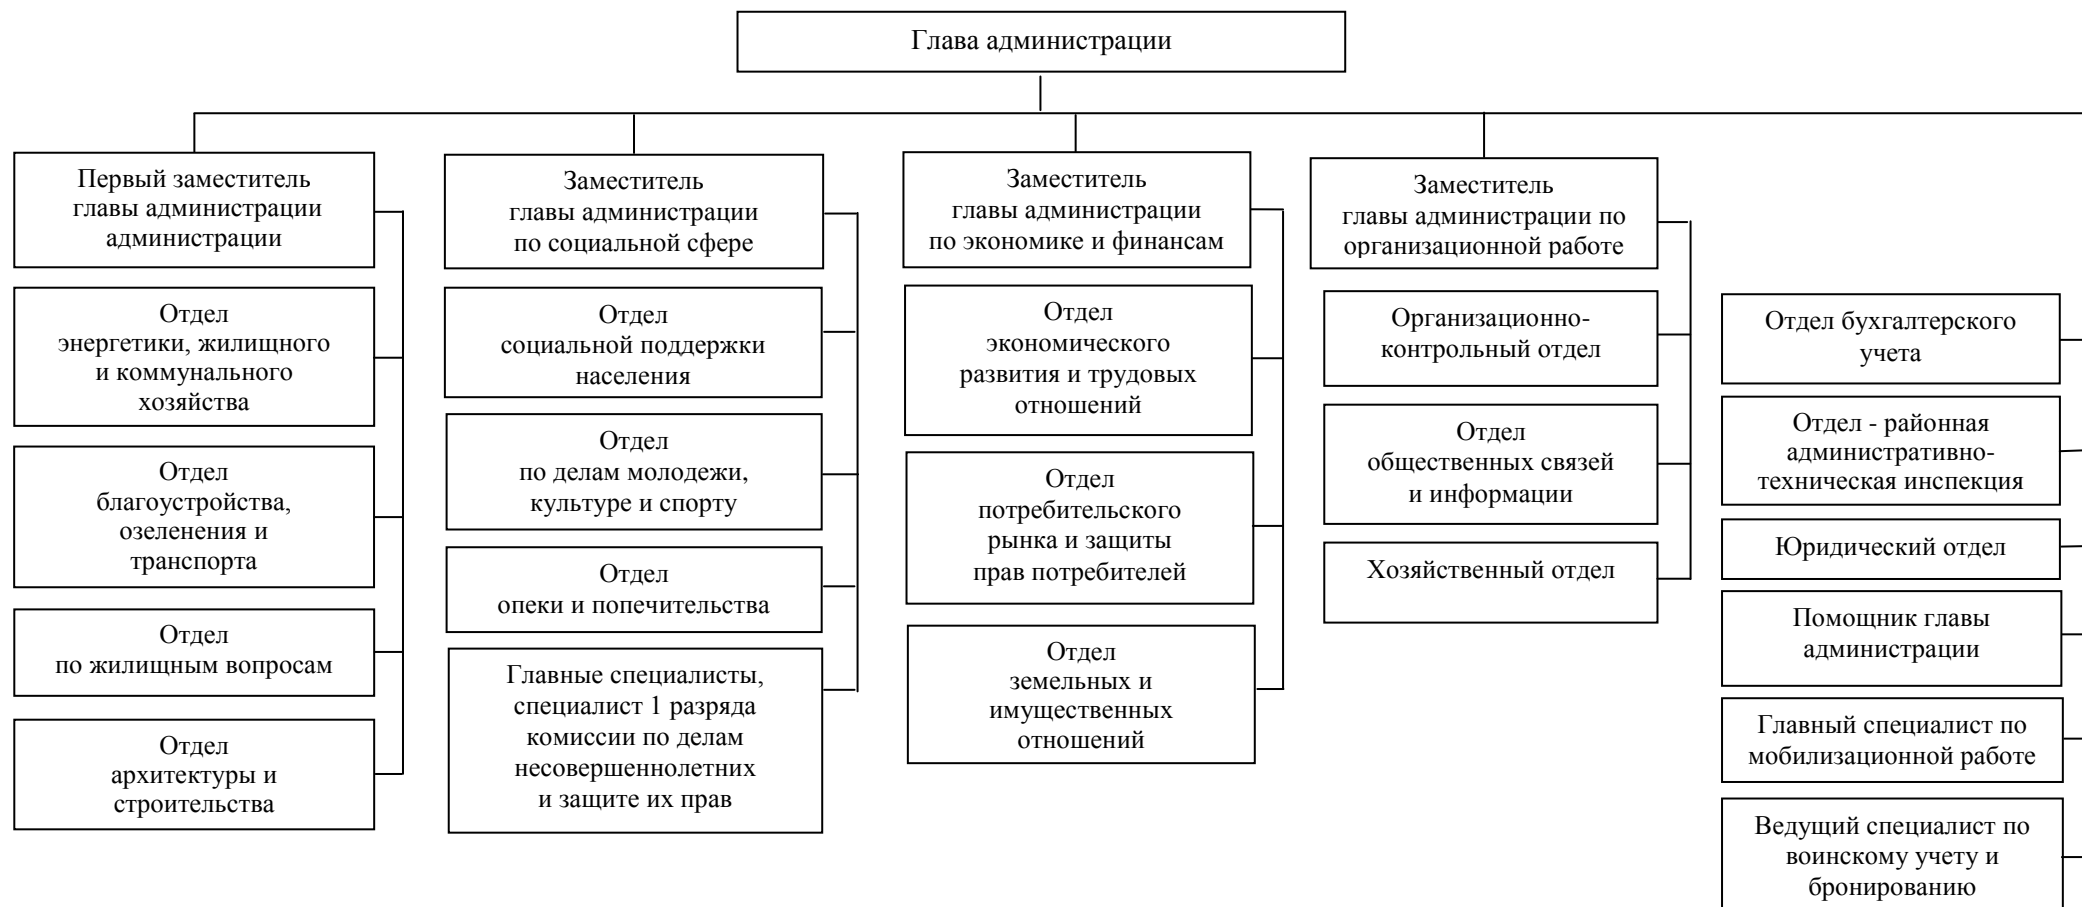 Глава администрации
Первый заместитель
главы администрации
администрации
Отдел
энергетики, жилищного
и коммунального
хозяйства
Отдел
благоустройства,
озеленения и
транспорта
Отдел
по жилищным вопросам
Отдел
архитектуры и
строительства
Заместитель
главы администрации
по социальной сфере
Отдел
социальной поддержки
населения
Отдел
по делам молодежи,
культуре и спорту
Отдел
опеки и попечительства
Главные специалисты,
специалист 1 разряда
комиссии по делам
несовершеннолетних
и защите их прав
Заместитель
главы администрации
по экономике и финансам
Отдел
экономического
развития и трудовых
отношений
Отдел
потребительского
рынка и защиты
прав потребителей
Отдел
земельных и
имущественных
отношений
Заместитель
главы администрации по
организационной работе
Организационно-
контрольный отдел
Отдел
общественных связей
и информации
Хозяйственный отдел
Отдел бухгалтерского
учета
Отдел - районная
административно-
техническая инспекция
Юридический отдел
Помощник главы
администрации
Главный специалист по
мобилизационной работе
Ведущий специалист по
воинскому учету и
бронированию